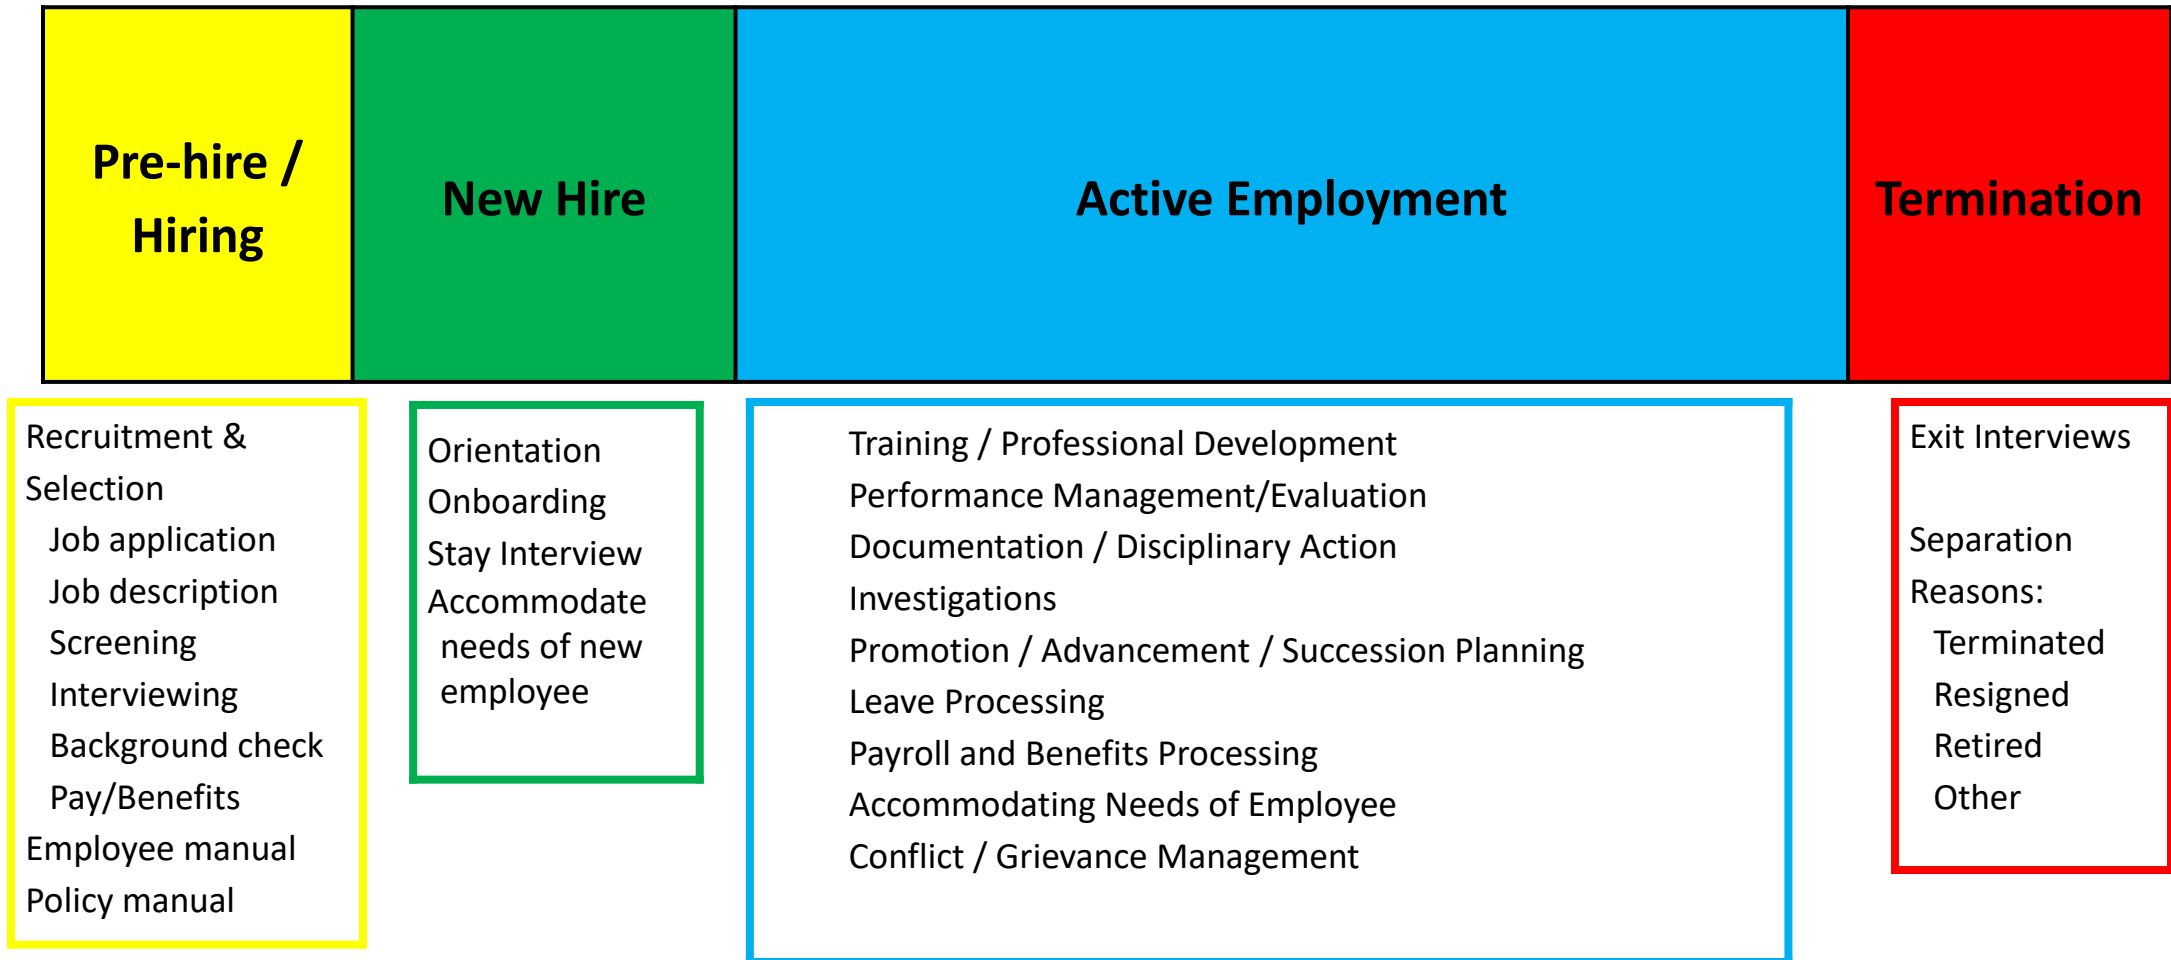 Pre-hire /
Hiring
New Hire
Active Employment
Termination
Recruitment &
Selection
Job application
Job description
Screening
Interviewing
Background check
Pay/Benefits
Employee manual
Policy manual
Orientation
Onboarding
Stay Interview
Accommodate
needs of new
employee
Training / Professional Development
Performance Management/Evaluation
Documentation / Disciplinary Action
Investigations
Promotion / Advancement / Succession Planning
Leave Processing
Payroll and Benefits Processing
Accommodating Needs of Employee
Conflict / Grievance Management
Exit Interviews
Separation
Reasons:
Terminated
Resigned
Retired
Other